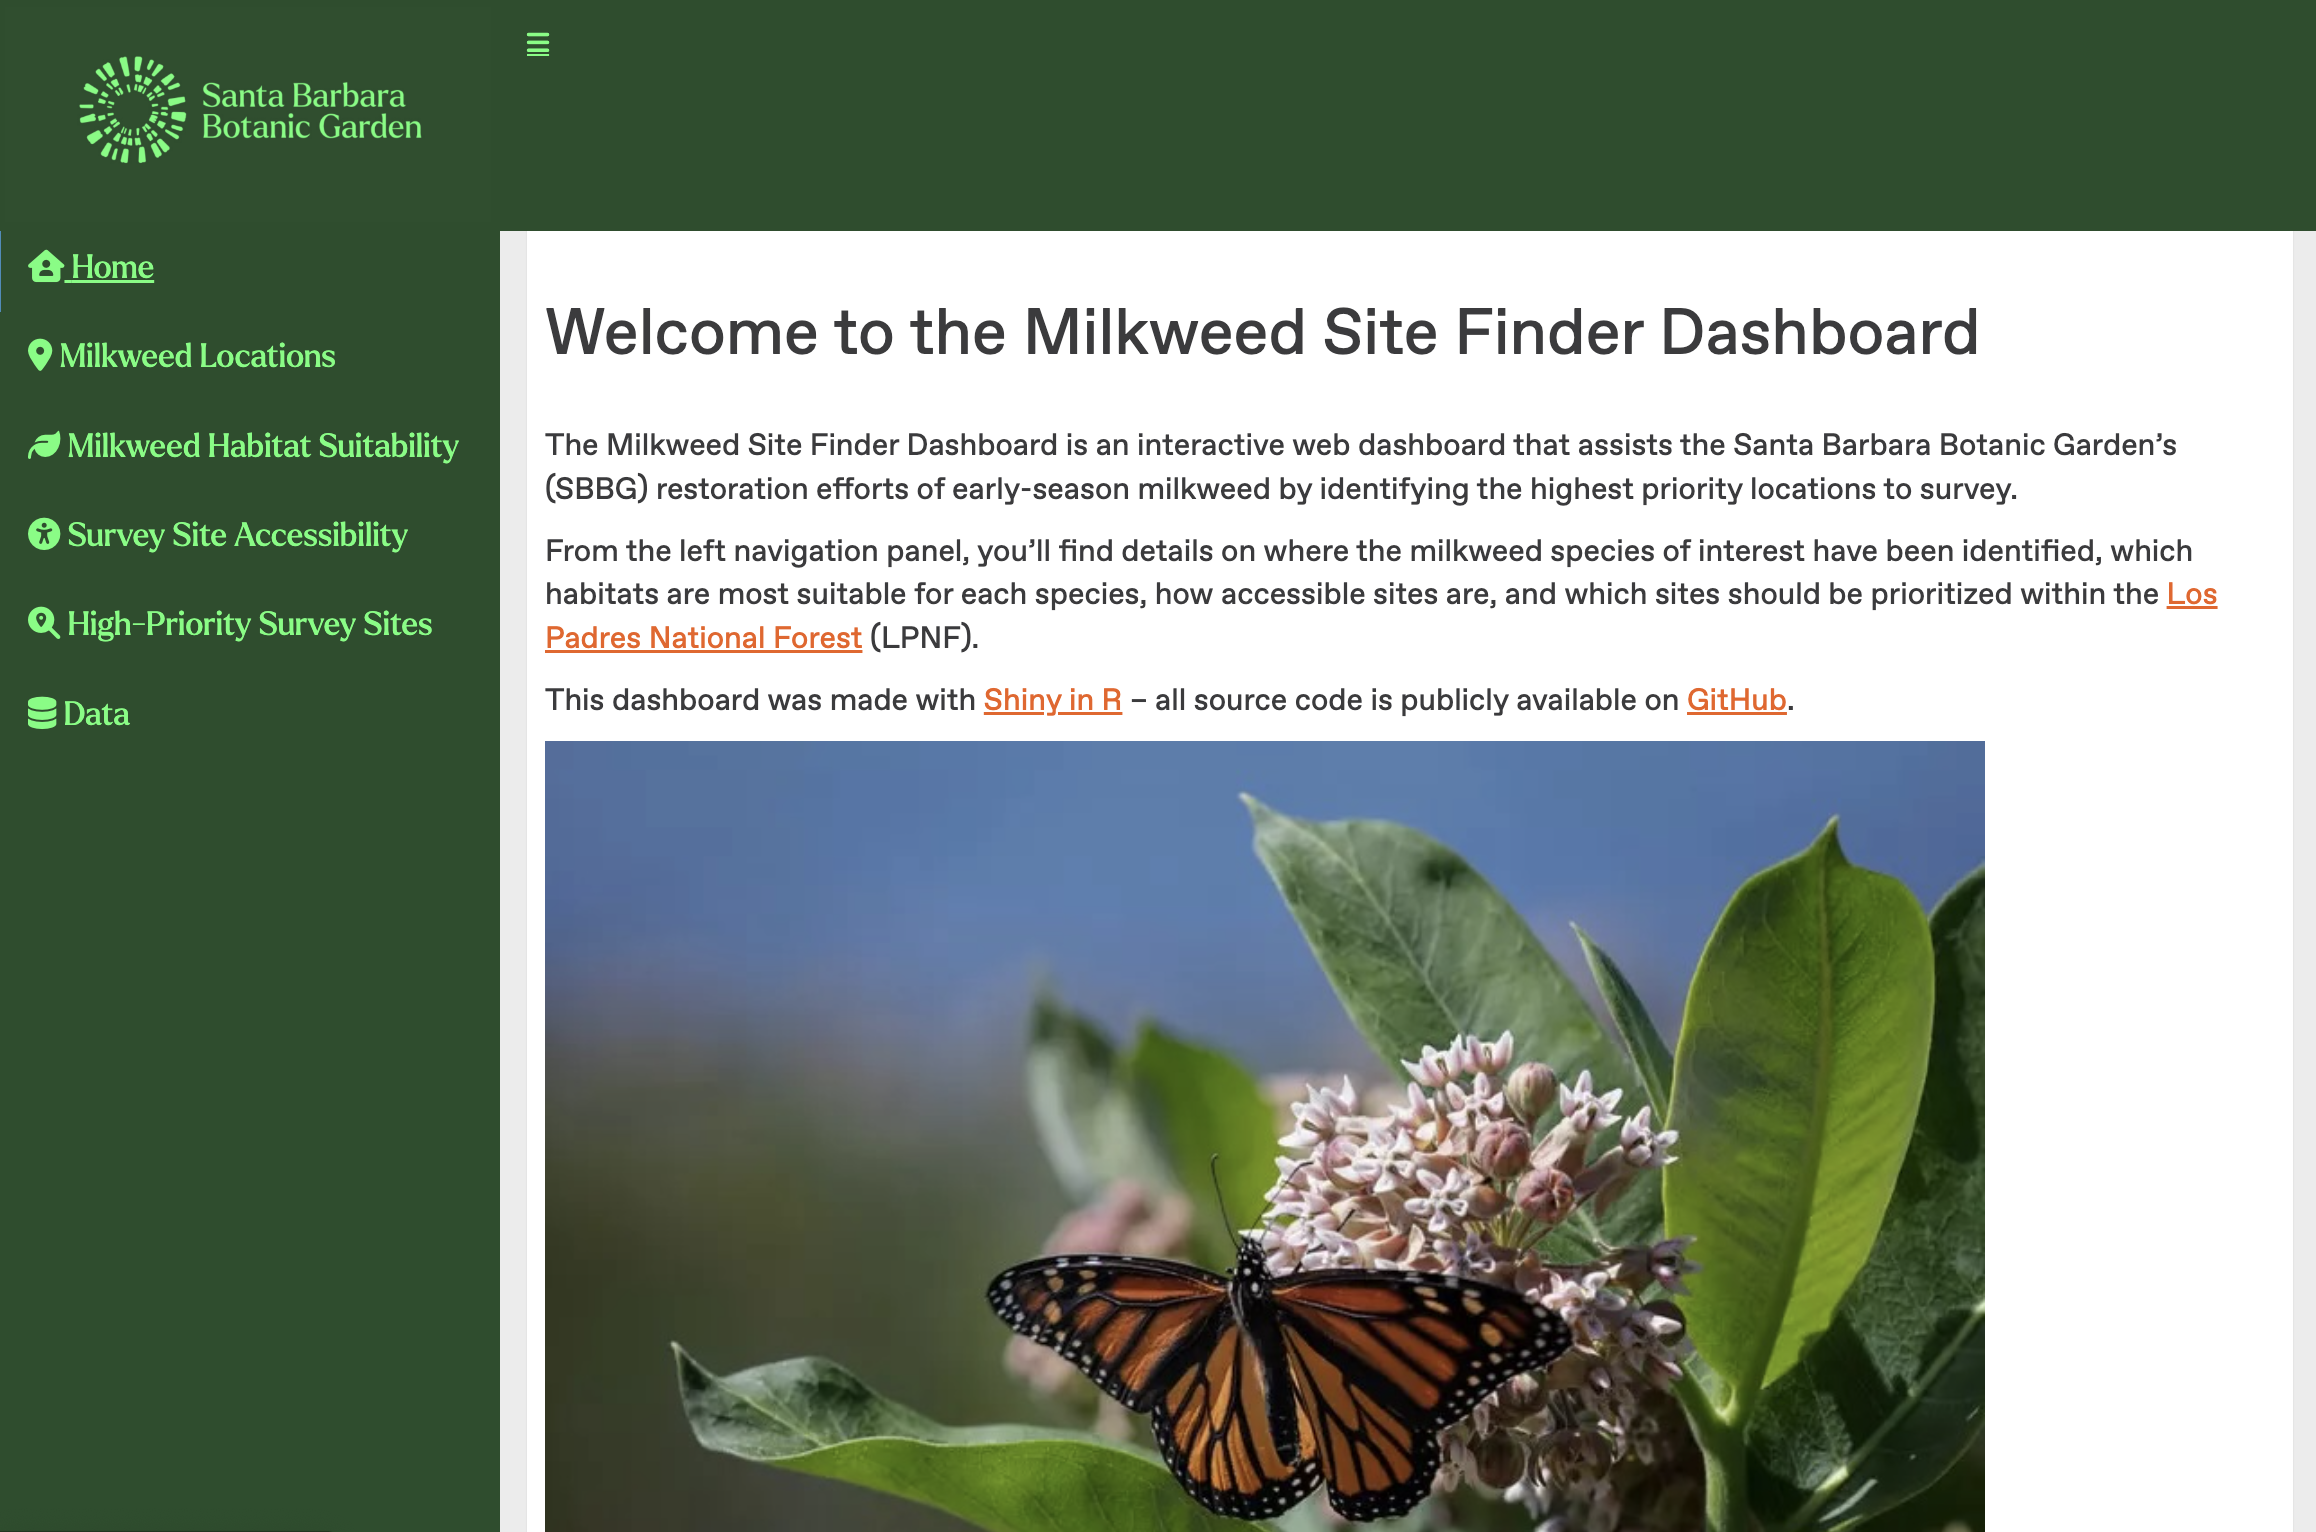 Santa Barbara
Botanic Garden
Home
Milkweed Locations
Milkweed Habitat Suitability
Survey Site Accessibility
High-Priority Survey Sites
Data
Welcome to the Milkweed Site Finder Dashboard
The Milkweed Site Finder Dashboard is an interactive web dashboard that assists the Santa Barbara Botanic Garden’s
(SBBG) restoration efforts of early-season milkweed by identifying the highest priority locations to survey.
From the left navigation panel, you’ll find details on where the milkweed species of interest have been identified, which
habitats are most suitable for each species, how accessible sites are, and which sites should be prioritized within the Los
Padres National Forest (LPNF).
This dashboard was made with Shiny in R – all source code is publicly available on GitHub.